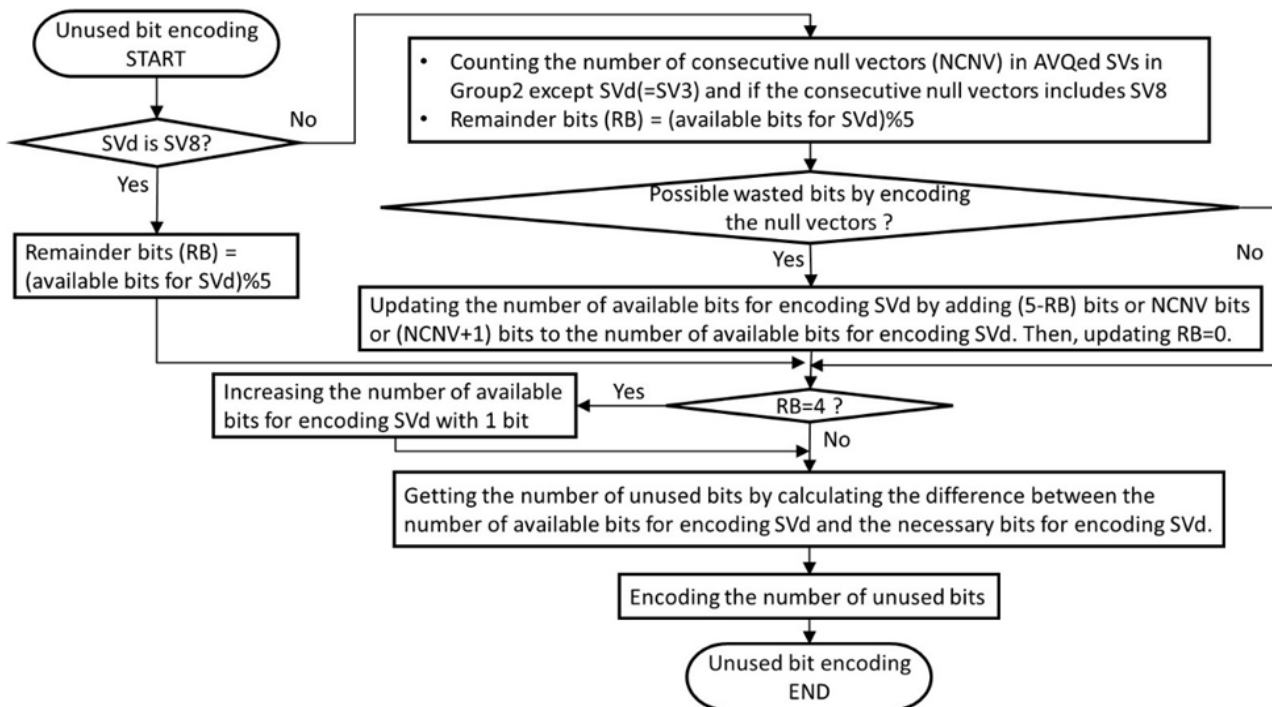 Unused bit encoding
START
SVd is SV8?
No
Yes
Remainder bits (RB) =
(available bits for SVd)%5
• Counting the number of consecutive null vectors (NCNV) in AVQed SVs in
Group2 except SVd(=SV3) and if the consecutive null vectors includes SV8
• Remainder bits (RB) = (available bits for SVd)%5
Possible wasted bits by encoding
the null vectors ?
No
Yes
Updating the number of available bits for encoding SVd by adding (5-RB) bits or NCNV bits
or (NCNV+1) bits to the number of available bits for encoding SVd. Then, updating RB=0.
Increasing the number of available
bits for encoding SVd with 1 bit
Yes
RB=4 ?
No
Getting the number of unused bits by calculating the difference between the
number of available bits for encoding SVd and the necessary bits for encoding SVd.
Encoding the number of unused bits
Unused bit encoding
END